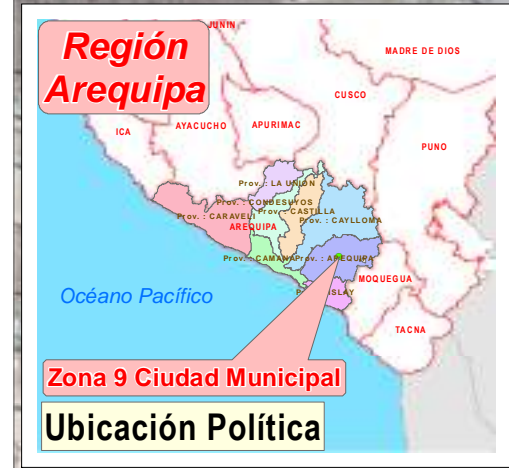 Región
Arequipa
JUNIN
MADRE DE DIOS
CUSCO
ICA
AYACUCHO
APURIMAC
PUNO
Prov. : LA UNION
Prov. : CONDESUYOS
Prov. : CASTILLA
Prov. : CARAVELI
Prov. : CAYLLOMA
AREQUIPA
Prov. : CAMANA
Prov. : AREQUIPA
MOQUEGUA
Océano Pacífico
TACNA
Zona 9 Ciudad Municipal
Ubicación Política